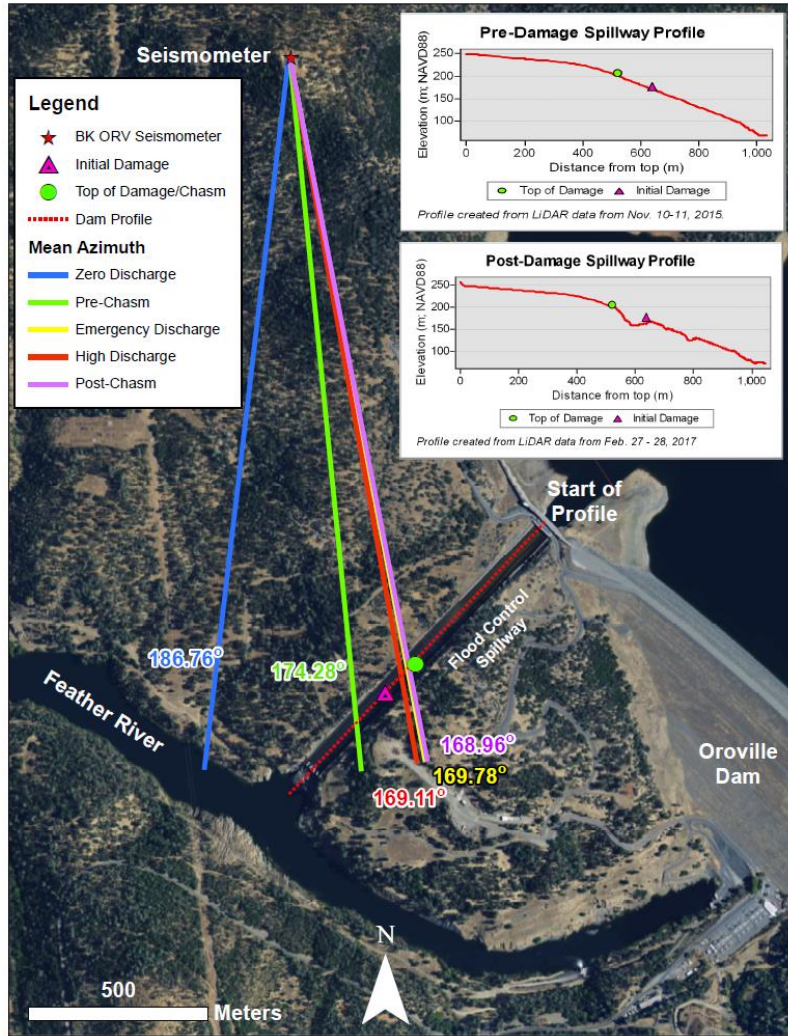 Seismometer
Legend
BK ORV Seismometer
Initial Damage
Top of Damage/Chasm
Dam Profile
Mean Azimuth
Zero Discharge
Pre-Chasm
Emergency Discharge
High Discharge
Post-Chasm
Pre-Damage Spillway Profile
Elevation (m; NAVD88)
250
200
150
100
0
200
400
600
800
1,000
Distance from top (m)
Top of Damage
Initial Damage
Profile created from LiDAR data from Nov. 10-11, 2015.
Post-Damage Spillway Profile
Elevation (m; NAVD88)
250
200
150
100
0
200
400
600
800
1,000
Distance from top (m)
Top of Damage
Initial Damage
Profile created from LiDAR data from Feb. 27 - 28, 2017
Start of
Profile
Flood Control
Spillway
186.76°
174.28°
Feather River
168.96°
169.78°
169.11°
Oroville
Dam
N
500
Meters